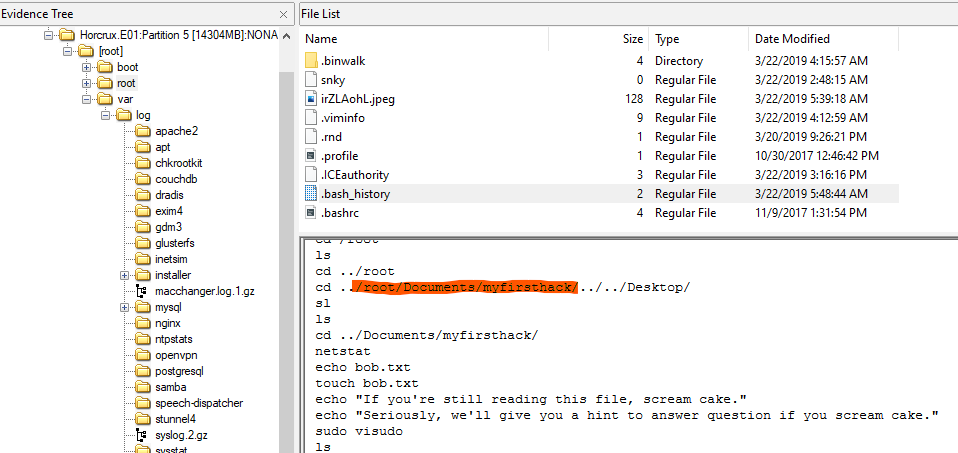 Evidence Tree
Horcrux.E01:Partition 5 [14304MB]:NONA
[root]
boot
root
var
log
apache2
apt
chkrootkit
couchdb
dradis
exim4
gdm3
glusterfs
inetsim
installer
macchanger.log.1.gz
mysql
nginx
ntpstats
openvpn
postgresql
samba
speech-dispatcher
stunnel4
syslog.2.gz
sysstat
File List
Name Size Type Date Modified
.binwalk 4 Directory 3/22/2019 4:15:57 AM
snky 0 Regular File 3/22/2019 2:48:15 AM
irZLAohL.jpeg 128 Regular File 3/22/2019 5:39:18 AM
.viminfo 9 Regular File 3/22/2019 4:12:59 AM
.rnd 1 Regular File 3/20/2019 9:26:21 PM
.profile 1 Regular File 10/30/2017 12:46:42 PM
.ICEauthority 3 Regular File 3/22/2019 3:16:16 PM
.bash_history 2 Regular File 3/22/2019 5:48:44 AM
.bashrc 4 Regular File 11/9/2017 1:31:54 PM
cd /root
ls
cd ../root
cd ../root/Documents/myfirsthack/../../Desktop/
sl
ls
cd ../Documents/myfirsthack/
netstat
echo bob.txt
touch bob.txt
echo "If you're still reading this file, scream cake."
echo "Seriously, we'll give you a hint to answer question if you scream cake."
sudo visudo
ls